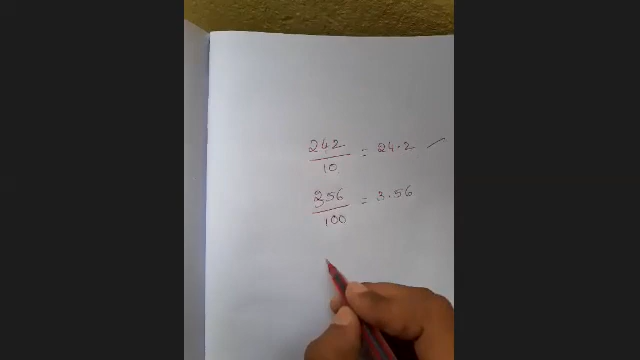 242/10 = 24.2
356/100 = 3.56